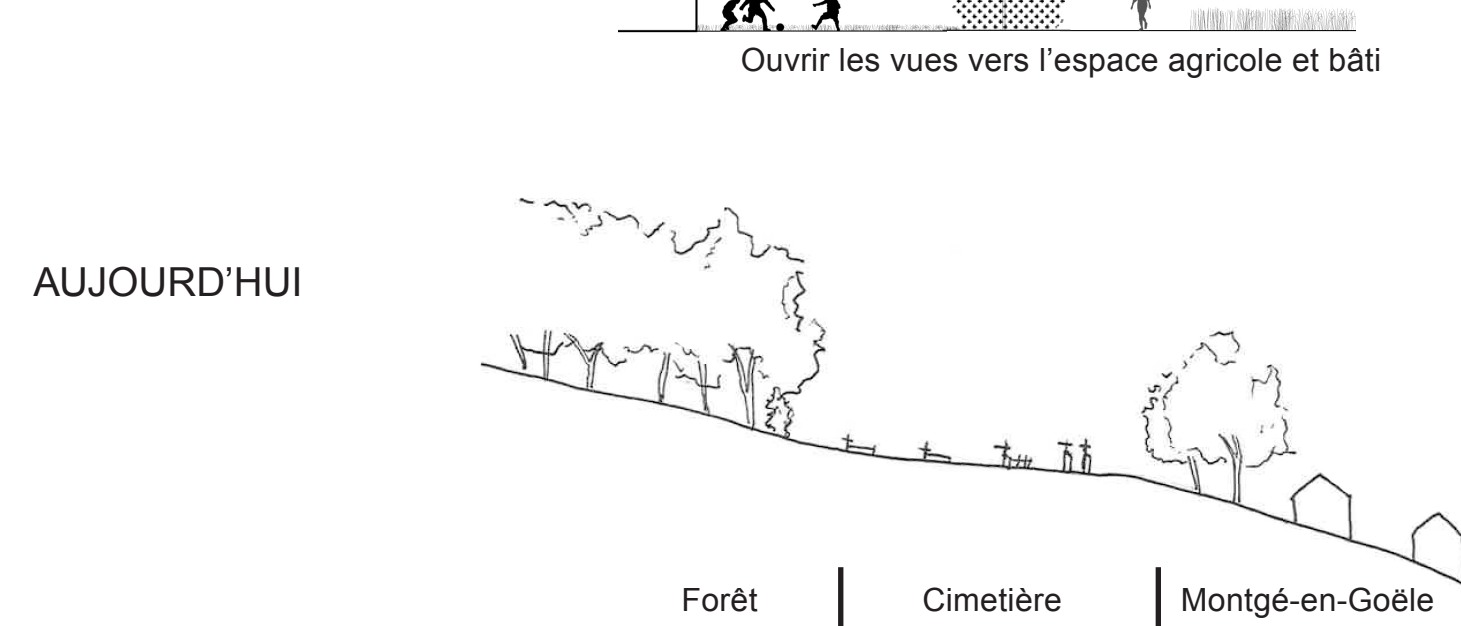 Ouvrir les vues vers l’espace agricole et bâti
AUJOURD’HUI
Forêt
Cimetière
Montgé-en-Goële